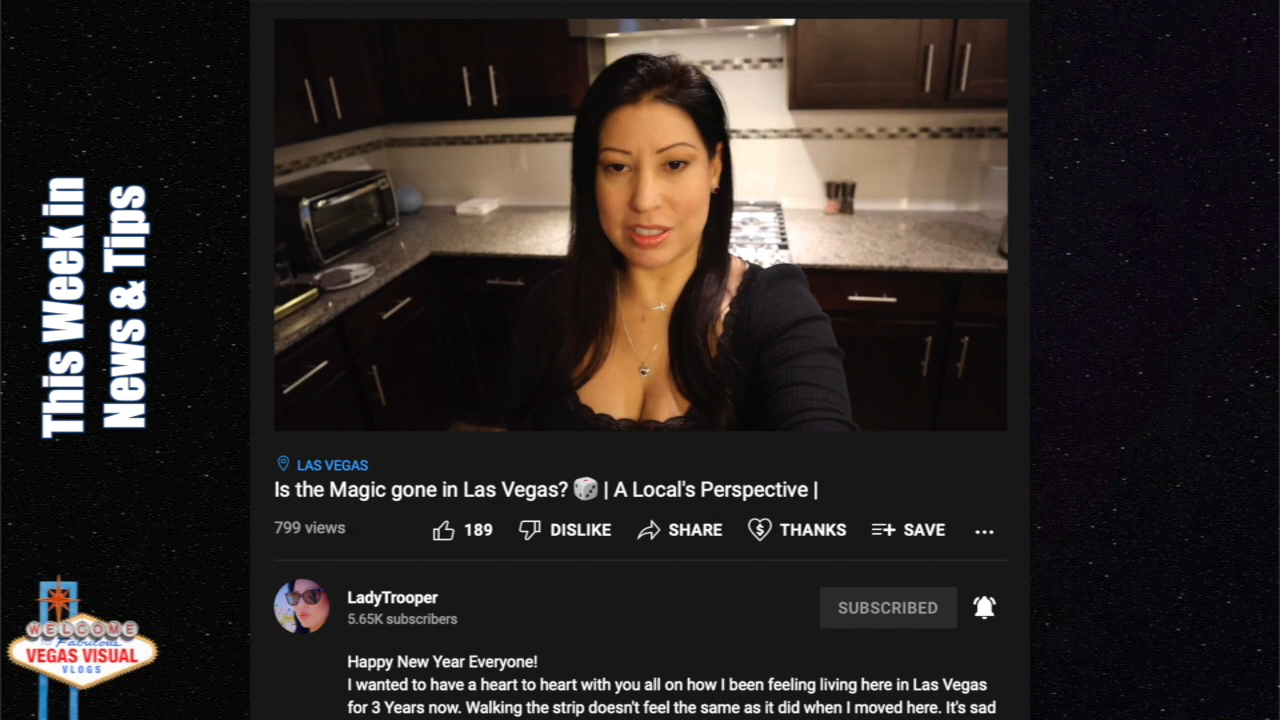 This Week in
News & Tips
LAS VEGAS
Is the Magic gone in Las Vegas? 🎲 | A Local's Perspective |
799 views
189
DISLIKE
SHARE
$
THANKS
SAVE
...
LadyTrooper
5.65K subscribers
SUBSCRIBED
WELCOME
to Fabulous
VEGAS VISUAL
VLOGS
Happy New Year Everyone!
I wanted to have a heart to heart with you all on how I been feeling living here in Las Vegas
for 3 Years now. Walking the strip doesn't feel the same as it did when I moved here. It's sad